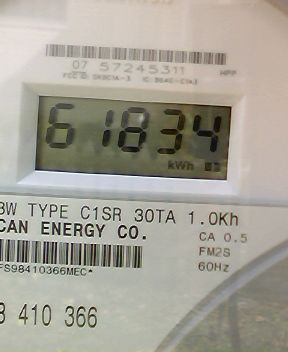 07 57245311
61834
kWh
3W TYPE C1SR 30TA 1.0Kh
CAN ENERGY CO.
CA 0.5
FM2S
60Hz
FS98410366MEC*
410 366